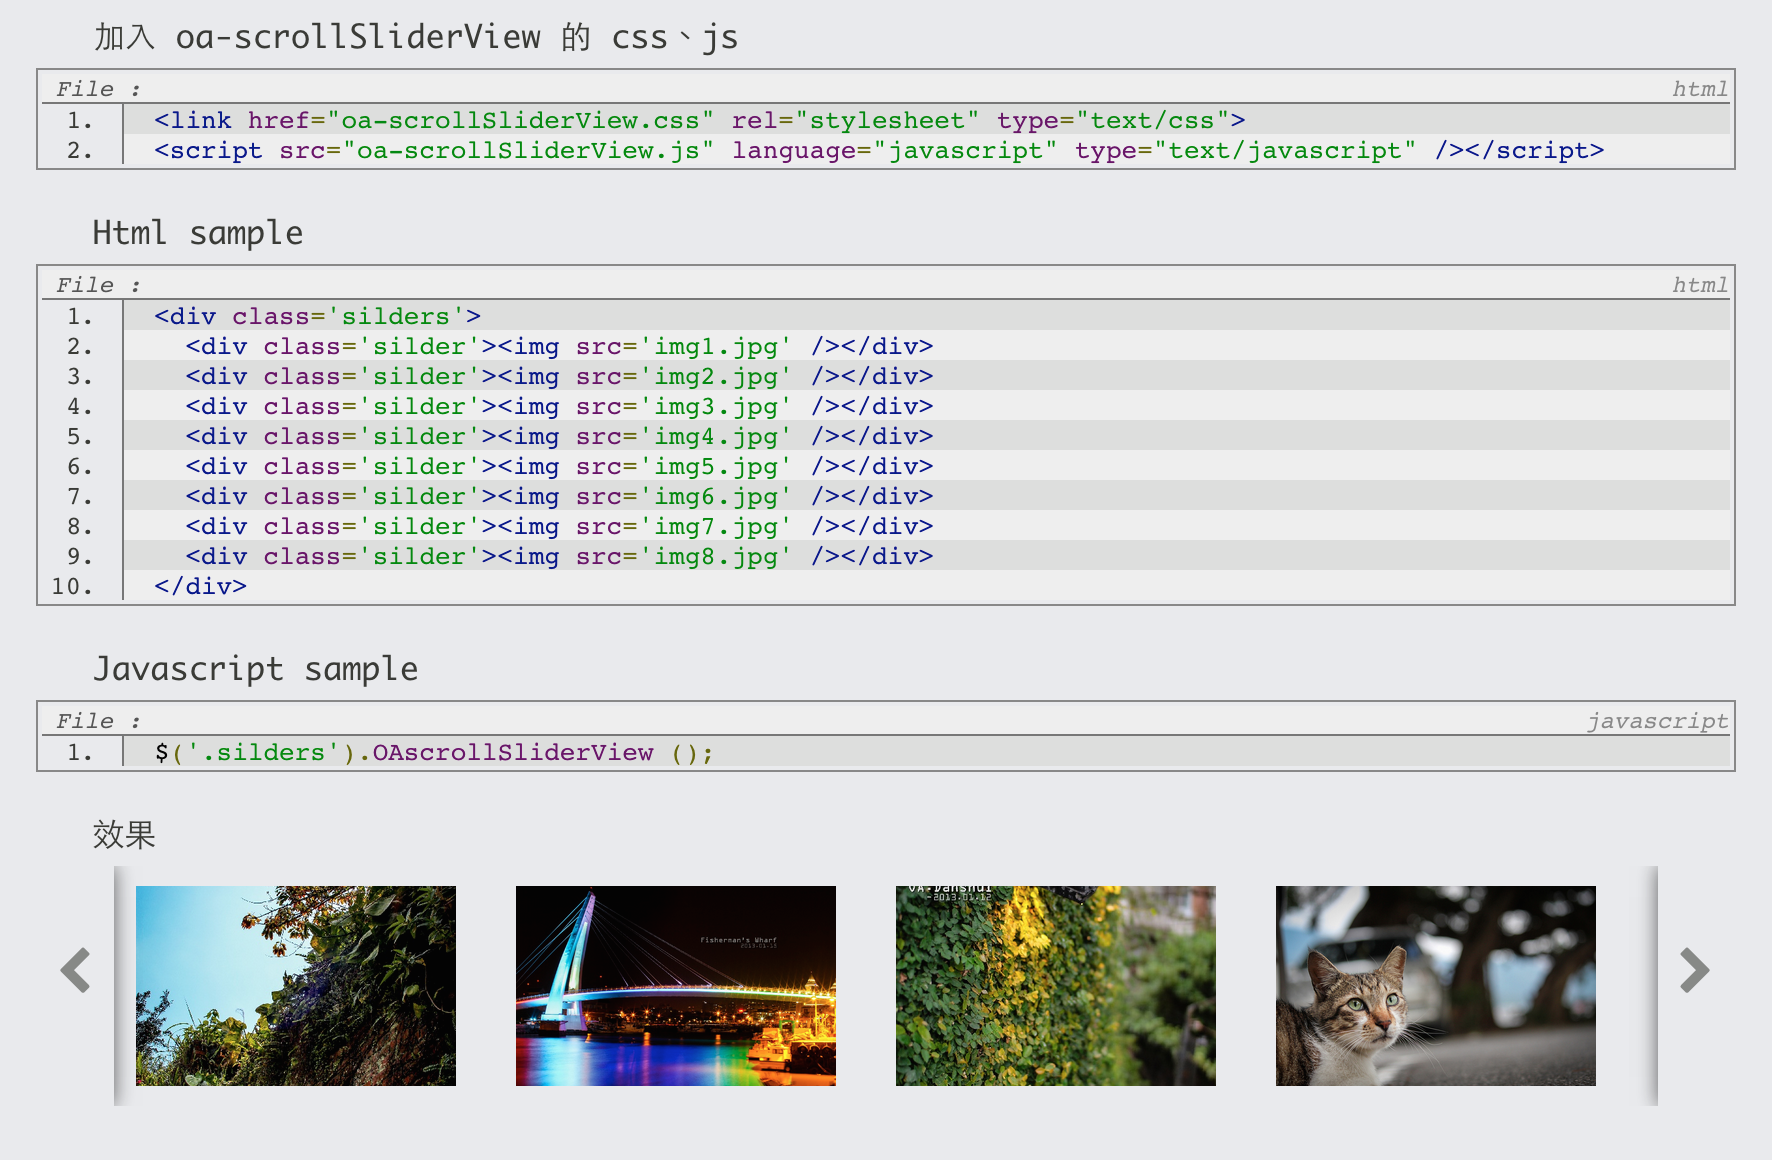 加入 oa-scrollSliderView 的 css、js
File : html
1. <link href="oa-scrollSliderView.css" rel="stylesheet" type="text/css">
2. <script src="oa-scrollSliderView.js" language="javascript" type="text/javascript" /></script>
Html sample
File : html
1. <div class='silders'>
2. <div class='silder'><img src='img1.jpg' /></div>
3. <div class='silder'><img src='img2.jpg' /></div>
4. <div class='silder'><img src='img3.jpg' /></div>
5. <div class='silder'><img src='img4.jpg' /></div>
6. <div class='silder'><img src='img5.jpg' /></div>
7. <div class='silder'><img src='img6.jpg' /></div>
8. <div class='silder'><img src='img7.jpg' /></div>
9. <div class='silder'><img src='img8.jpg' /></div>
10. </div>
Javascript sample
File : javascript
1. $('.silders').OAscrollSliderView ();
效果
Fisherman's Wharf
OA.Danshui
-2013.01.12